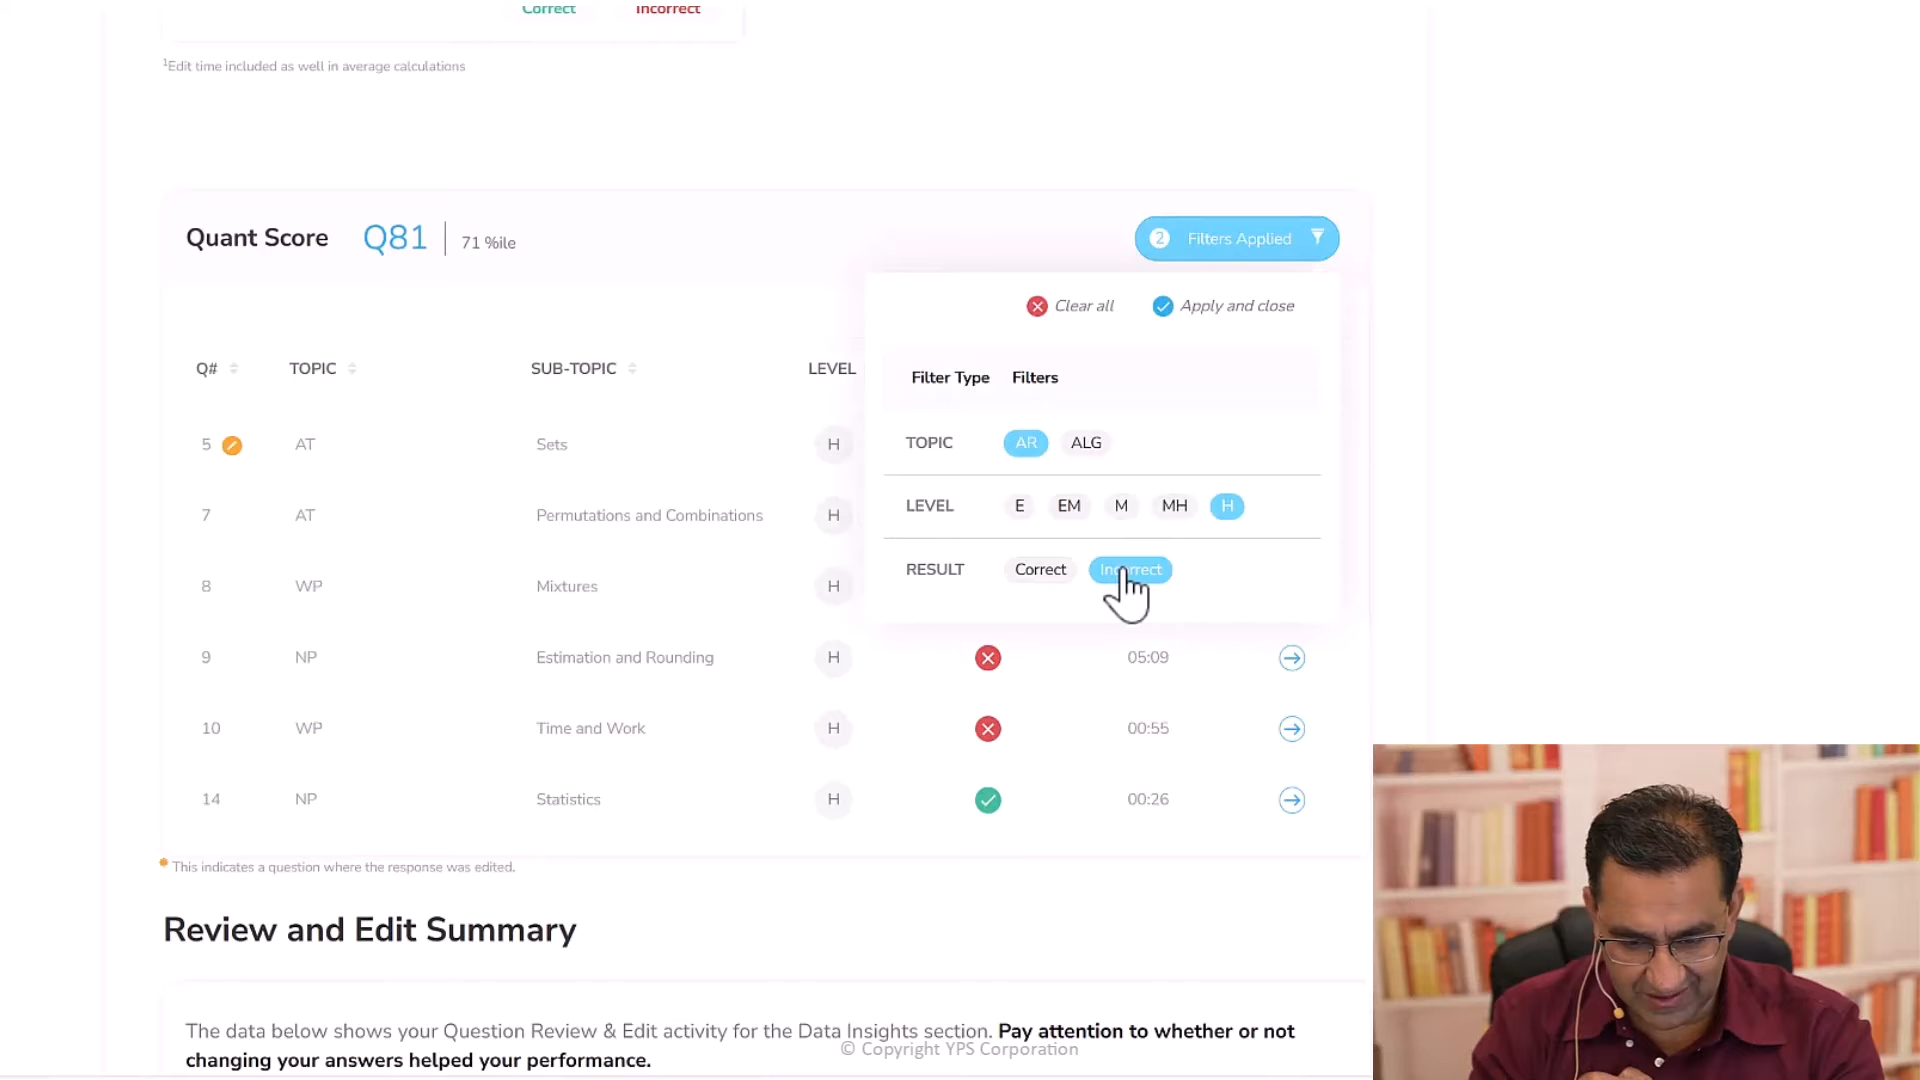 Correct Incorrect
¹Edit time included as well in average calculations
Quant Score Q81 71 %ile
2 Filters Applied
Clear all Apply and close
Q# TOPIC SUB-TOPIC LEVEL
Filter Type Filters
5 AT Sets H
TOPIC AR ALG
7 AT Permutations and Combinations H
LEVEL E EM M MH H
8 WP Mixtures H
RESULT Correct Incorrect
9 NP Estimation and Rounding H 05:09
10 WP Time and Work H 00:55
14 NP Statistics H 00:26
This indicates a question where the response was edited.
Review and Edit Summary
The data below shows your Question Review & Edit activity for the Data Insights section. Pay attention to whether or not
changing your answers helped your performance.
© Copyright YPS Corporation